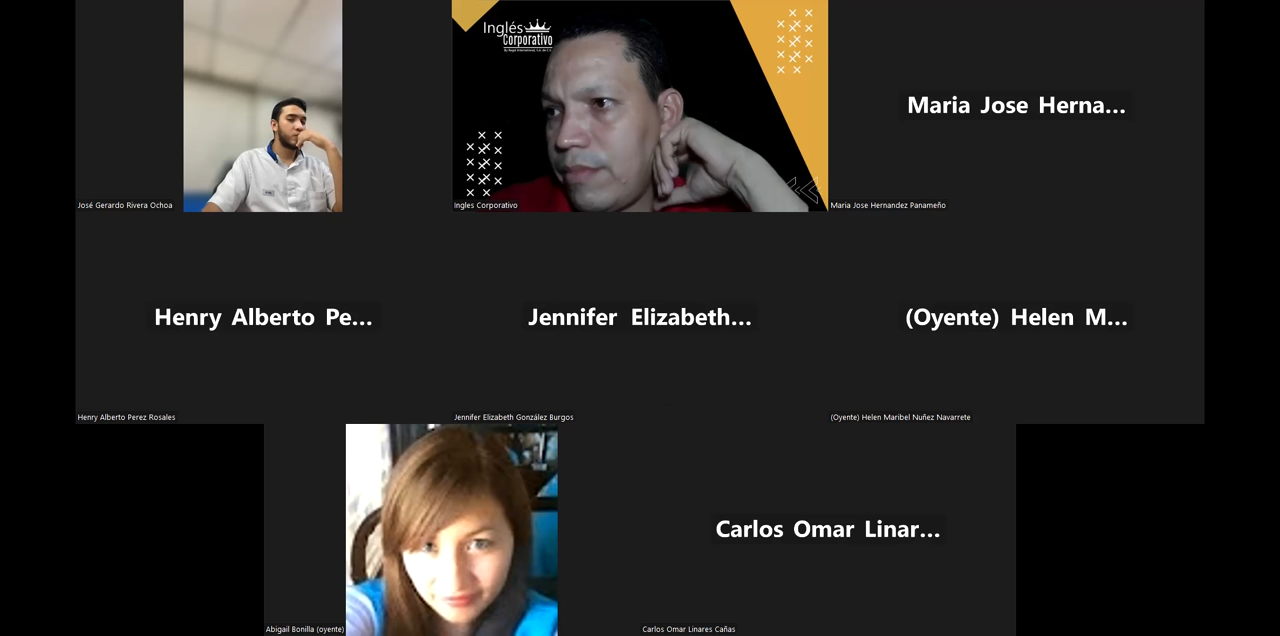 Inglés
Corporativo
José Gerardo Rivera Ochoa
Ingles Corporativo
Maria Jose Herna...
Maria Jose Hernandez Panameño
Henry Alberto Pe...
Henry Alberto Perez Rosales
Jennifer Elizabeth...
Jennifer Elizabeth González Burgos
(Oyente) Helen M...
(Oyente) Helen Maribel Nuñez Navarrete
Abigail Bonilla (oyente)
Carlos Omar Linar...
Carlos Omar Linares Cañas